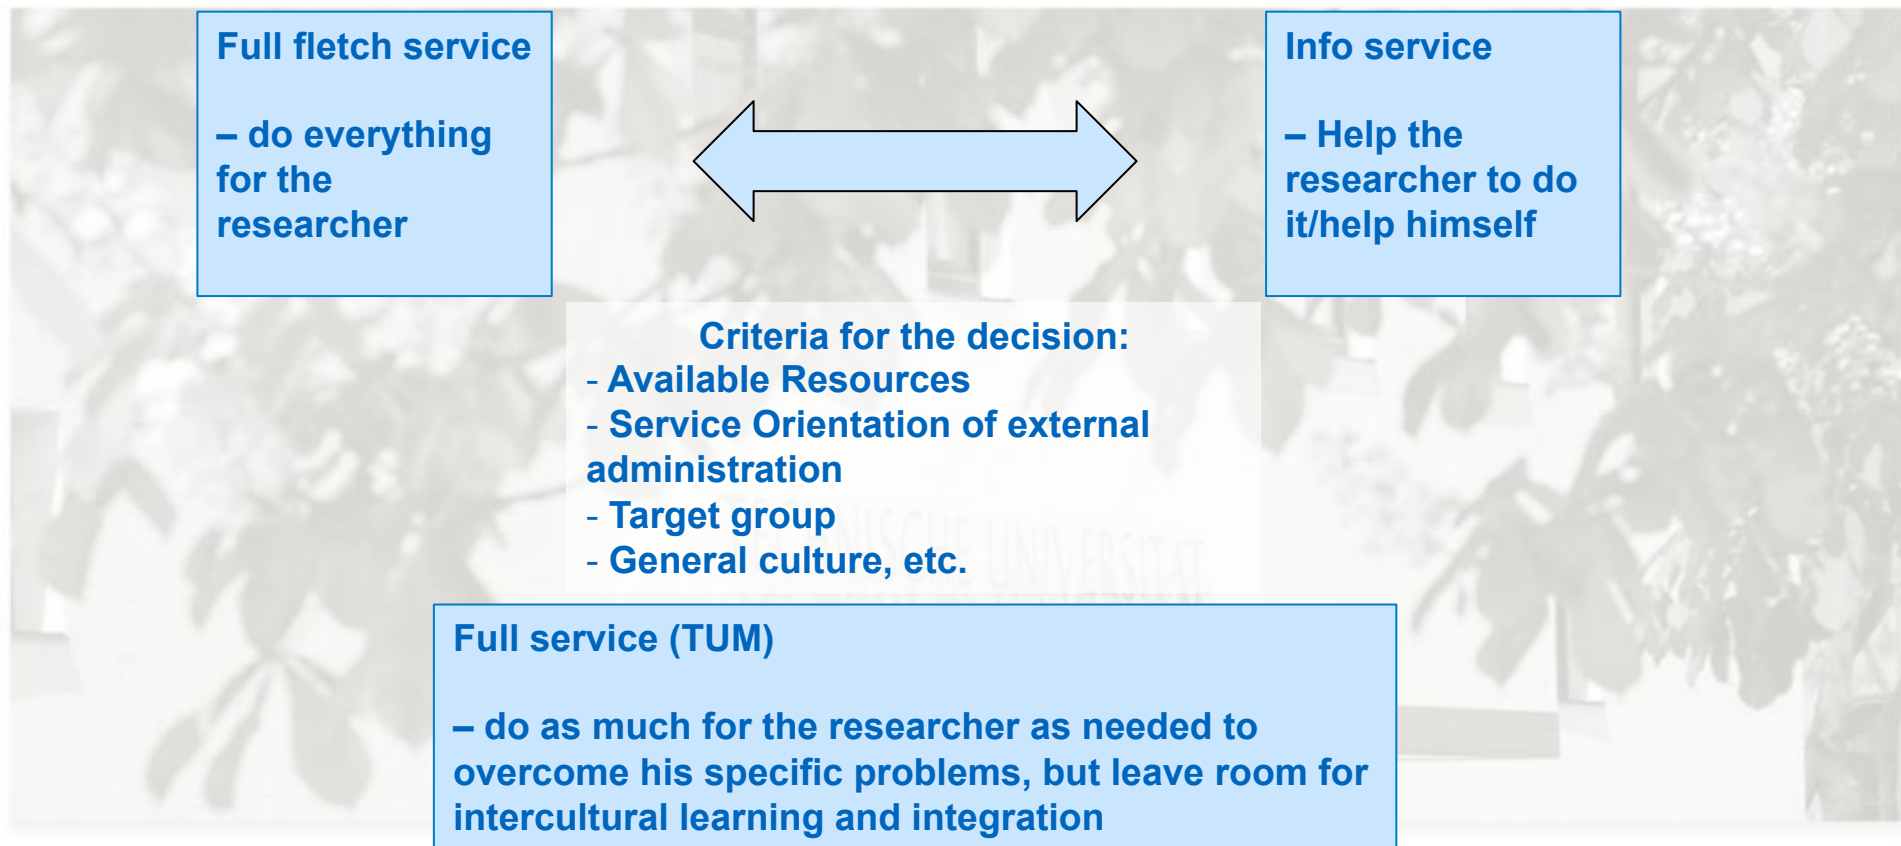 Full fletch service
– do everything
for the
researcher
Info service
– Help the
researcher to do
it/help himself
Criteria for the decision:
- Available Resources
- Service Orientation of external
administration
- Target group
- General culture, etc.
TECHNISCHE UNIVERSITÄT
Full service (TUM)
– do as much for the researcher as needed to
overcome his specific problems, but leave room for
intercultural learning and integration